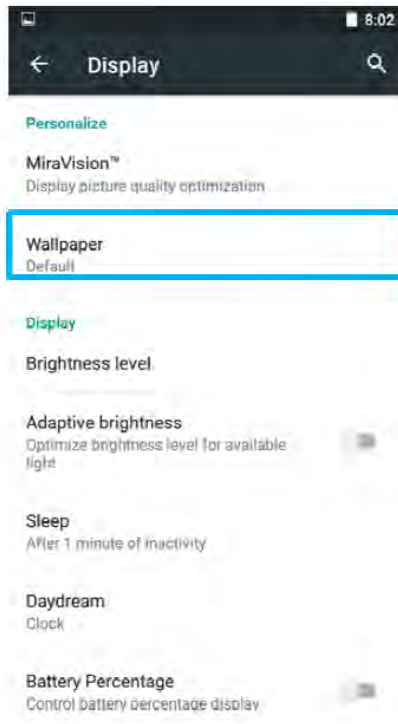 8:02
Display
Personalize
MiraVision™
Display picture quality optimization
Wallpaper
Default
Display
Brightness level
Adaptive brightness
Optimize brightness level for available
light
Sleep
After 1 minute of inactivity
Daydream
Clock
Battery Percentage
Control battery percentage display